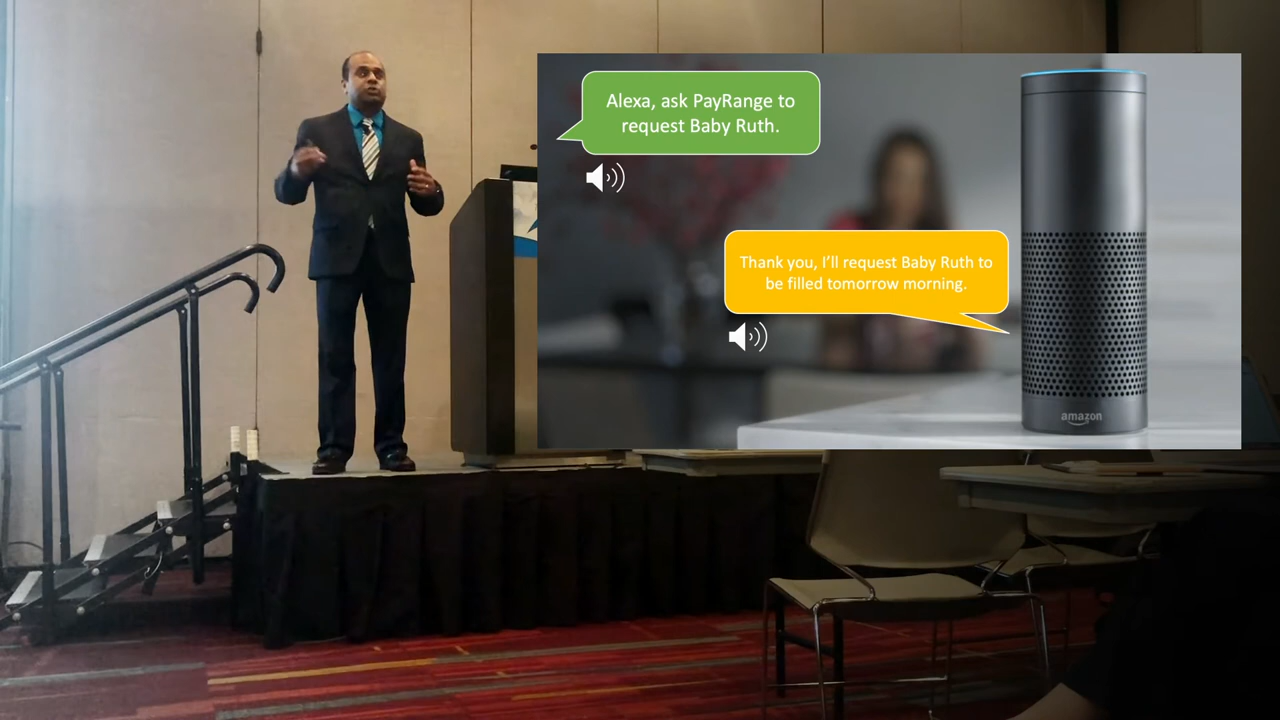 Alexa, ask PayRange to
request Baby Ruth.
Thank you, I’ll request Baby Ruth to
be filled tomorrow morning.
amazon